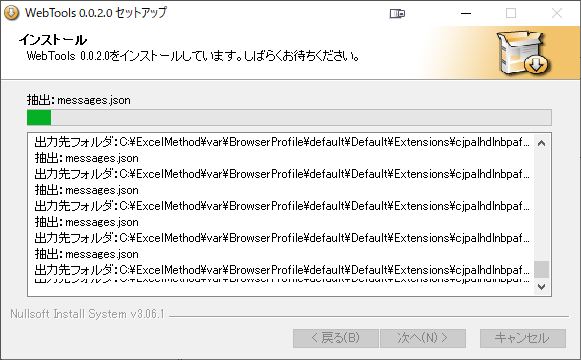 WebTools 0.0.2.0 セットアップ
インストール
WebTools 0.0.2.0をインストールしています。しばらくお待ちください。
抽出: messages.json
出力先フォルダ: C:¥ExcelMethod¥var¥BrowserProfile¥default¥Default¥Extensions¥cjpalhdlnbpaf...
抽出: messages.json
出力先フォルダ: C:¥ExcelMethod¥var¥BrowserProfile¥default¥Default¥Extensions¥cjpalhdlnbpaf...
抽出: messages.json
出力先フォルダ: C:¥ExcelMethod¥var¥BrowserProfile¥default¥Default¥Extensions¥cjpalhdlnbpaf...
抽出: messages.json
出力先フォルダ: C:¥ExcelMethod¥var¥BrowserProfile¥default¥Default¥Extensions¥cjpalhdlnbpaf...
抽出: messages.json
出力先フォルダ: C:¥ExcelMethod¥var¥BrowserProfile¥default¥Default¥Extensions¥cjpalhdlnbpaf...
Nullsoft Install System v3.06.1
< 戻る(B) 次へ(N) > キャンセル